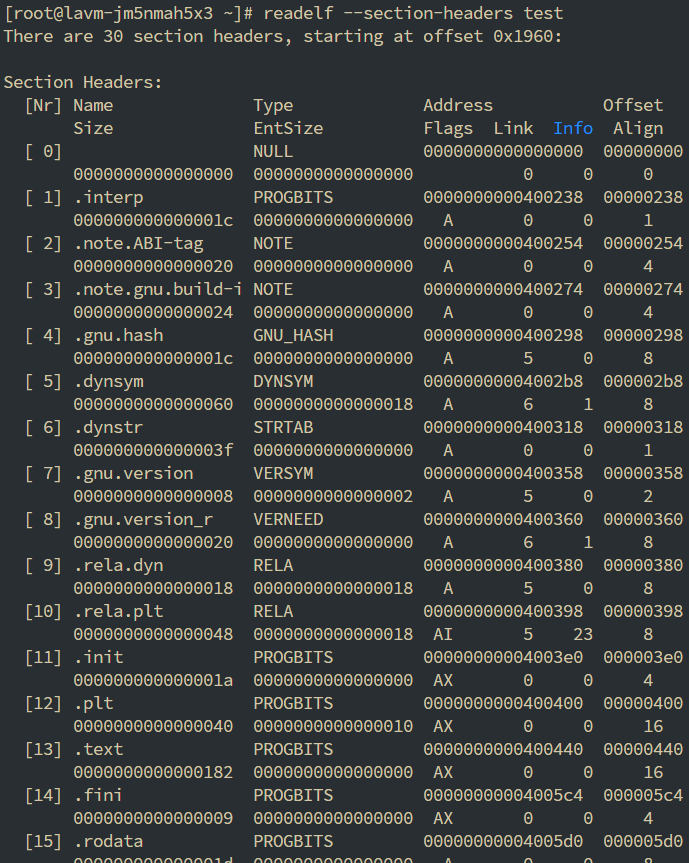 [root@lavm-jm5nmah5x3 ~]# readelf --section-headers test
There are 30 section headers, starting at offset 0x1960:

Section Headers:
  [Nr] Name              Type             Address           Offset
       Size              EntSize          Flags  Link  Info  Align
  [ 0]                   NULL             0000000000000000  00000000
       0000000000000000  0000000000000000           0     0     0
  [ 1] .interp           PROGBITS         0000000000400238  00000238
       000000000000001c  0000000000000000   A       0     0     1
  [ 2] .note.ABI-tag     NOTE             0000000000400254  00000254
       0000000000000020  0000000000000000   A       0     0     4
  [ 3] .note.gnu.build-i NOTE             0000000000400274  00000274
       0000000000000024  0000000000000000   A       0     0     4
  [ 4] .gnu.hash         GNU_HASH         0000000000400298  00000298
       000000000000001c  0000000000000000   A       5     0     8
  [ 5] .dynsym           DYNSYM           00000000004002b8  000002b8
       0000000000000060  0000000000000018   A       6     1     8
  [ 6] .dynstr           STRTAB           0000000000400318  00000318
       000000000000003f  0000000000000000   A       0     0     1
  [ 7] .gnu.version      VERSYM           0000000000400358  00000358
       0000000000000008  0000000000000002   A       5     0     2
  [ 8] .gnu.version_r    VERNEED          0000000000400360  00000360
       0000000000000020  0000000000000000   A       6     1     8
  [ 9] .rela.dyn         RELA             0000000000400380  00000380
       0000000000000018  0000000000000018   A       5     0     8
  [10] .rela.plt         RELA             0000000000400398  00000398
       0000000000000048  0000000000000018  AI       5    23     8
  [11] .init             PROGBITS         00000000004003e0  000003e0
       000000000000001a  0000000000000000  AX       0     0     4
  [12] .plt              PROGBITS         0000000000400400  00000400
       0000000000000040  0000000000000010  AX       0     0     16
  [13] .text             PROGBITS         0000000000400440  00000440
       0000000000000182  0000000000000000  AX       0     0     16
  [14] .fini             PROGBITS         00000000004005c4  000005c4
       0000000000000009  0000000000000000  AX       0     0     4
  [15] .rodata           PROGBITS         00000000004005d0  000005d0
       000000000000001d  0000000000000000   A       0     0     8